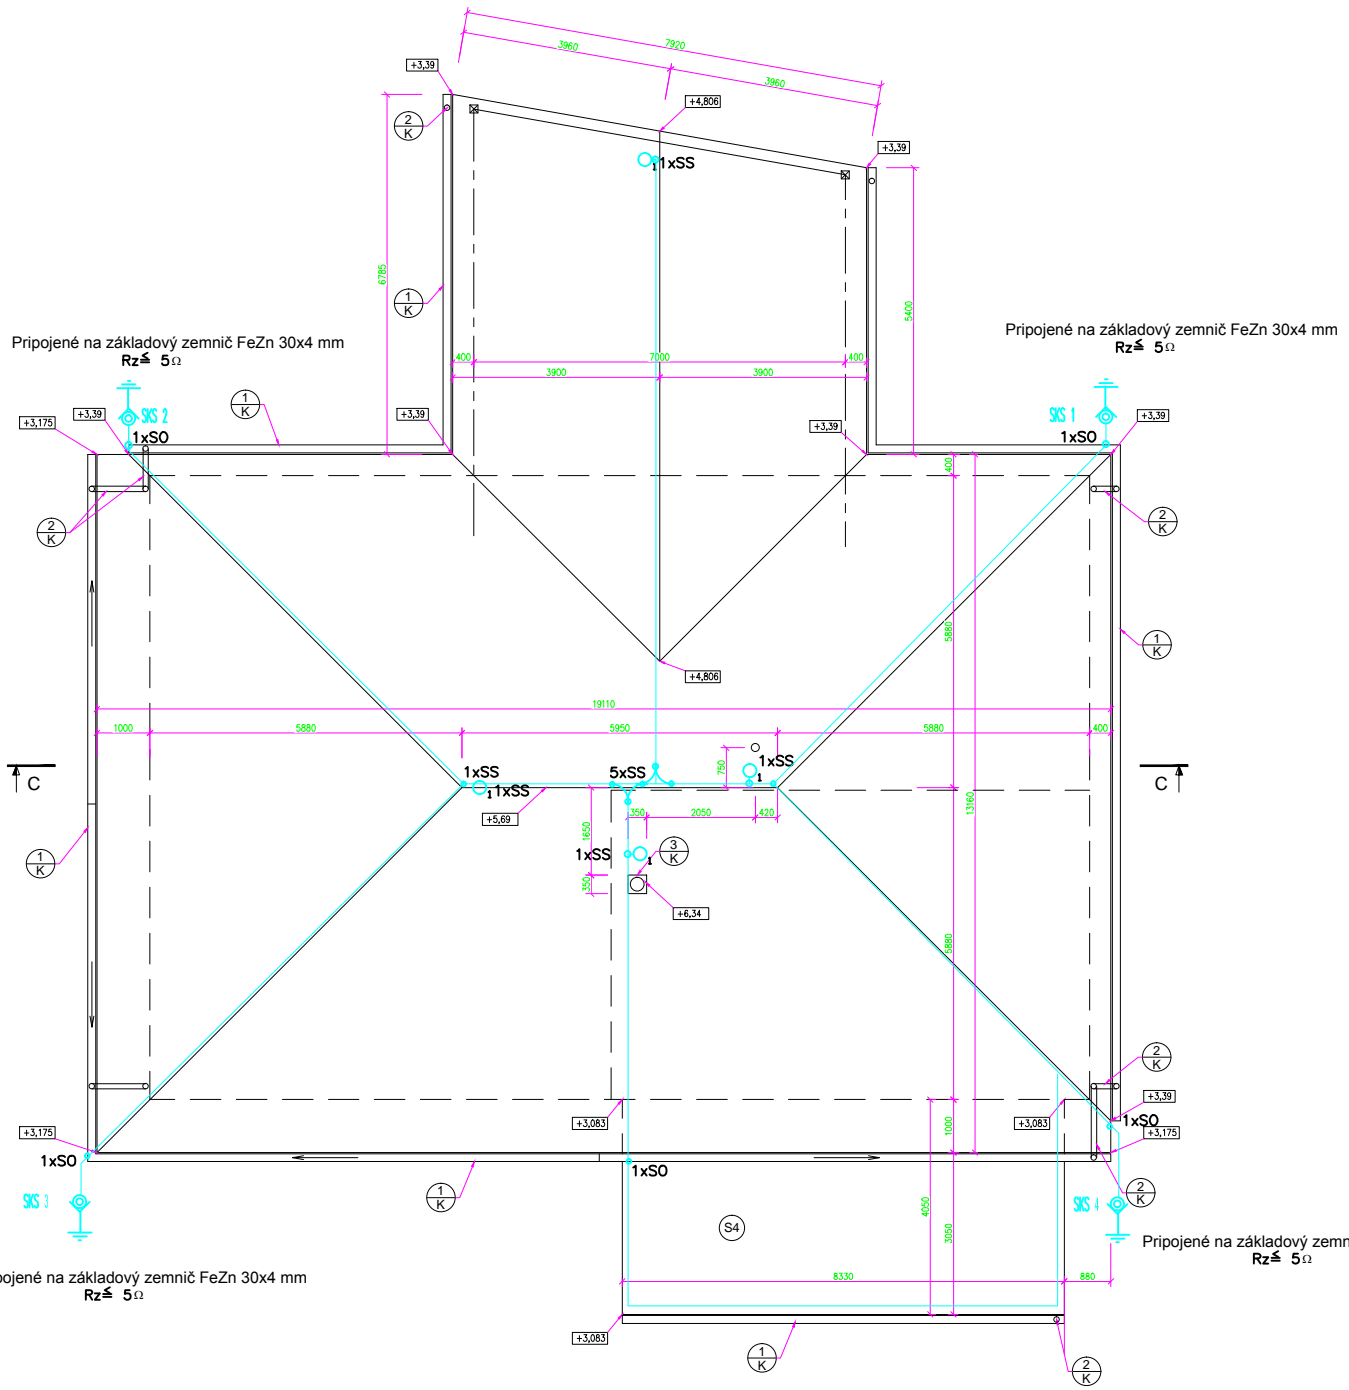 7920
3960
3960
+3,39
+4,806
2
K
+3,39
1xSS
1
6785
5400
1
K
Pripojené na základový zemnič FeZn 30x4 mm
Rz≦ 5Ω
Pripojené na základový zemnič FeZn 30x4 mm
Rz≦ 5Ω
400
7000
400
3900
3900
SKS 2
1
K
+3,39
+3,39
+3,175
1xSO
+3,39
SKS 1
1xSO
+3,39
400
2
K
2
K
5880
1
K
+4,806
19110
1000
5880
5950
5880
400
C
C
1xSS
1
1xSS
5xSS
750
1xSS
1
+5,69
350
2050
420
13160
1650
1xSS
1
3
K
1
K
350
+6,34
5880
2
K
+3,39
+3,083
+3,083
1000
1xSO
+3,175
+3,175
1xSO
1xSO
SKS 3
1
K
2
K
SKS 4
4050
3050
S4
Pripojené na základový zemn
Rz≦ 5Ω
ojené na základový zemnič FeZn 30x4 mm
Rz≦ 5Ω
8330
880
+3,083
1
K
2
K